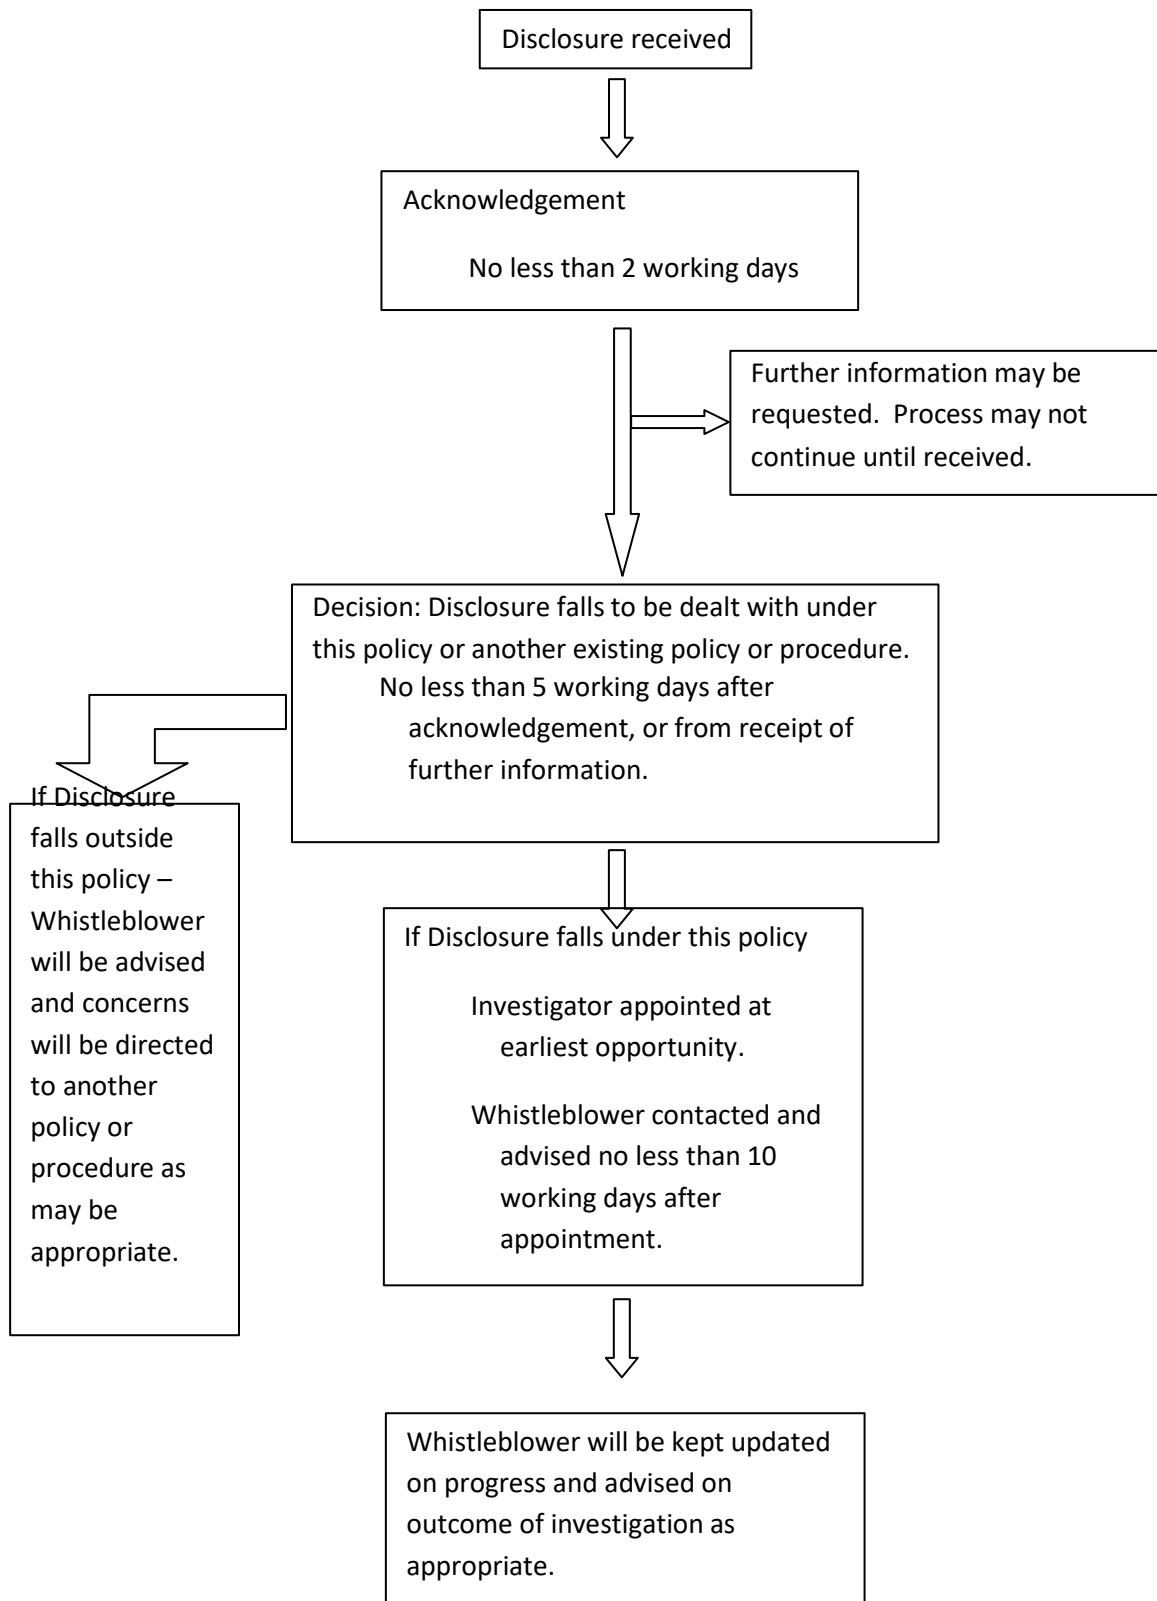 Disclosure received
Acknowledgement
No less than 2 working days
Further information may be
requested.  Process may not
continue until received.
Decision: Disclosure falls to be dealt with under
this policy or another existing policy or procedure.
No less than 5 working days after
acknowledgement, or from receipt of
further information.
If Disclosure
falls outside
this policy –
Whistleblower
will be advised
and concerns
will be directed
to another
policy or
procedure as
may be
appropriate.
If Disclosure falls under this policy
Investigator appointed at
earliest opportunity.
Whistleblower contacted and
advised no less than 10
working days after
appointment.
Whistleblower will be kept updated
on progress and advised on
outcome of investigation as
appropriate.